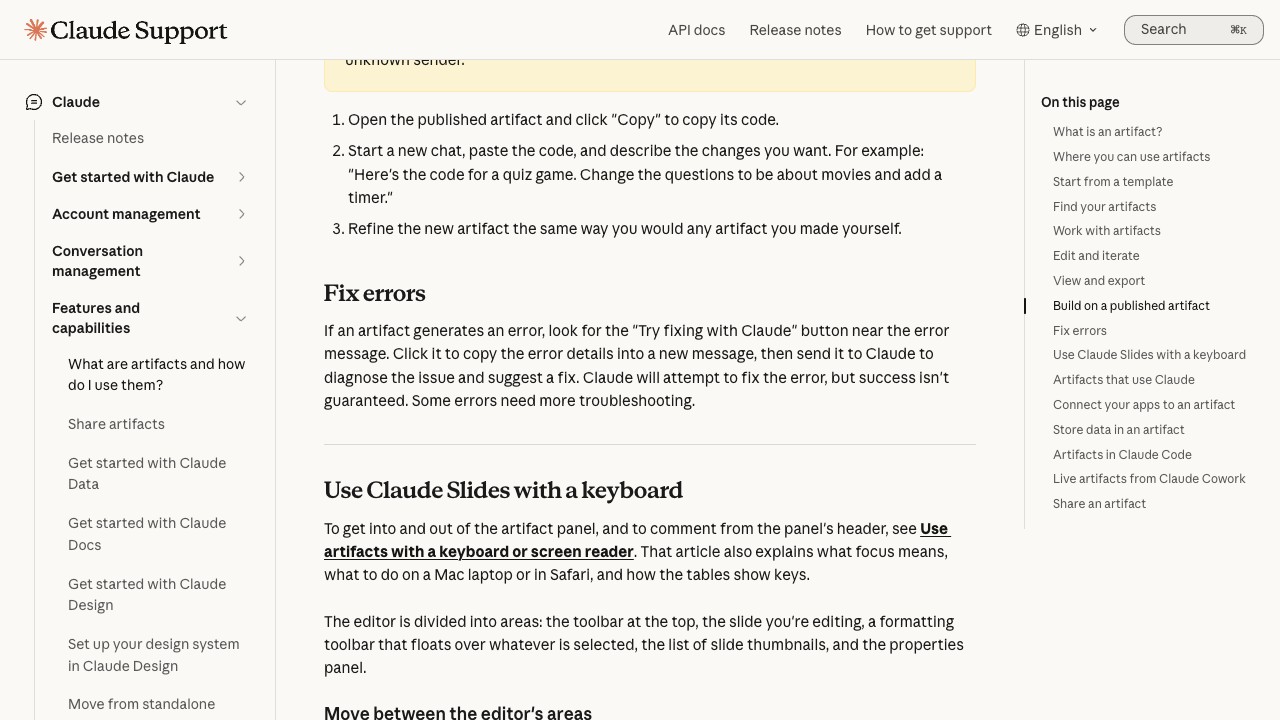 Claude Support
API docs
Release notes
How to get support
English
Search
⌘K
Claude
Release notes
Get started with Claude
Account management
Conversation
management
Features and
capabilities
What are artifacts and how
do I use them?
Share artifacts
Get started with Claude
Data
Get started with Claude
Docs
Get started with Claude
Design
Set up your design system
in Claude Design
Move from standalone
unknown sender.
1. Open the published artifact and click "Copy" to copy its code.
2. Start a new chat, paste the code, and describe the changes you want. For example:
"Here's the code for a quiz game. Change the questions to be about movies and add a
timer."
3. Refine the new artifact the same way you would any artifact you made yourself.
Fix errors
If an artifact generates an error, look for the "Try fixing with Claude" button near the error
message. Click it to copy the error details into a new message, then send it to Claude to
diagnose the issue and suggest a fix. Claude will attempt to fix the error, but success isn't
guaranteed. Some errors need more troubleshooting.
Use Claude Slides with a keyboard
To get into and out of the artifact panel, and to comment from the panel's header, see Use
artifacts with a keyboard or screen reader. That article also explains what focus means,
what to do on a Mac laptop or in Safari, and how the tables show keys.
The editor is divided into areas: the toolbar at the top, the slide you're editing, a formatting
toolbar that floats over whatever is selected, the list of slide thumbnails, and the properties
panel.
Move between the editor's areas
On this page
What is an artifact?
Where you can use artifacts
Start from a template
Find your artifacts
Work with artifacts
Edit and iterate
View and export
Build on a published artifact
Fix errors
Use Claude Slides with a keyboard
Artifacts that use Claude
Connect your apps to an artifact
Store data in an artifact
Artifacts in Claude Code
Live artifacts from Claude Cowork
Share an artifact